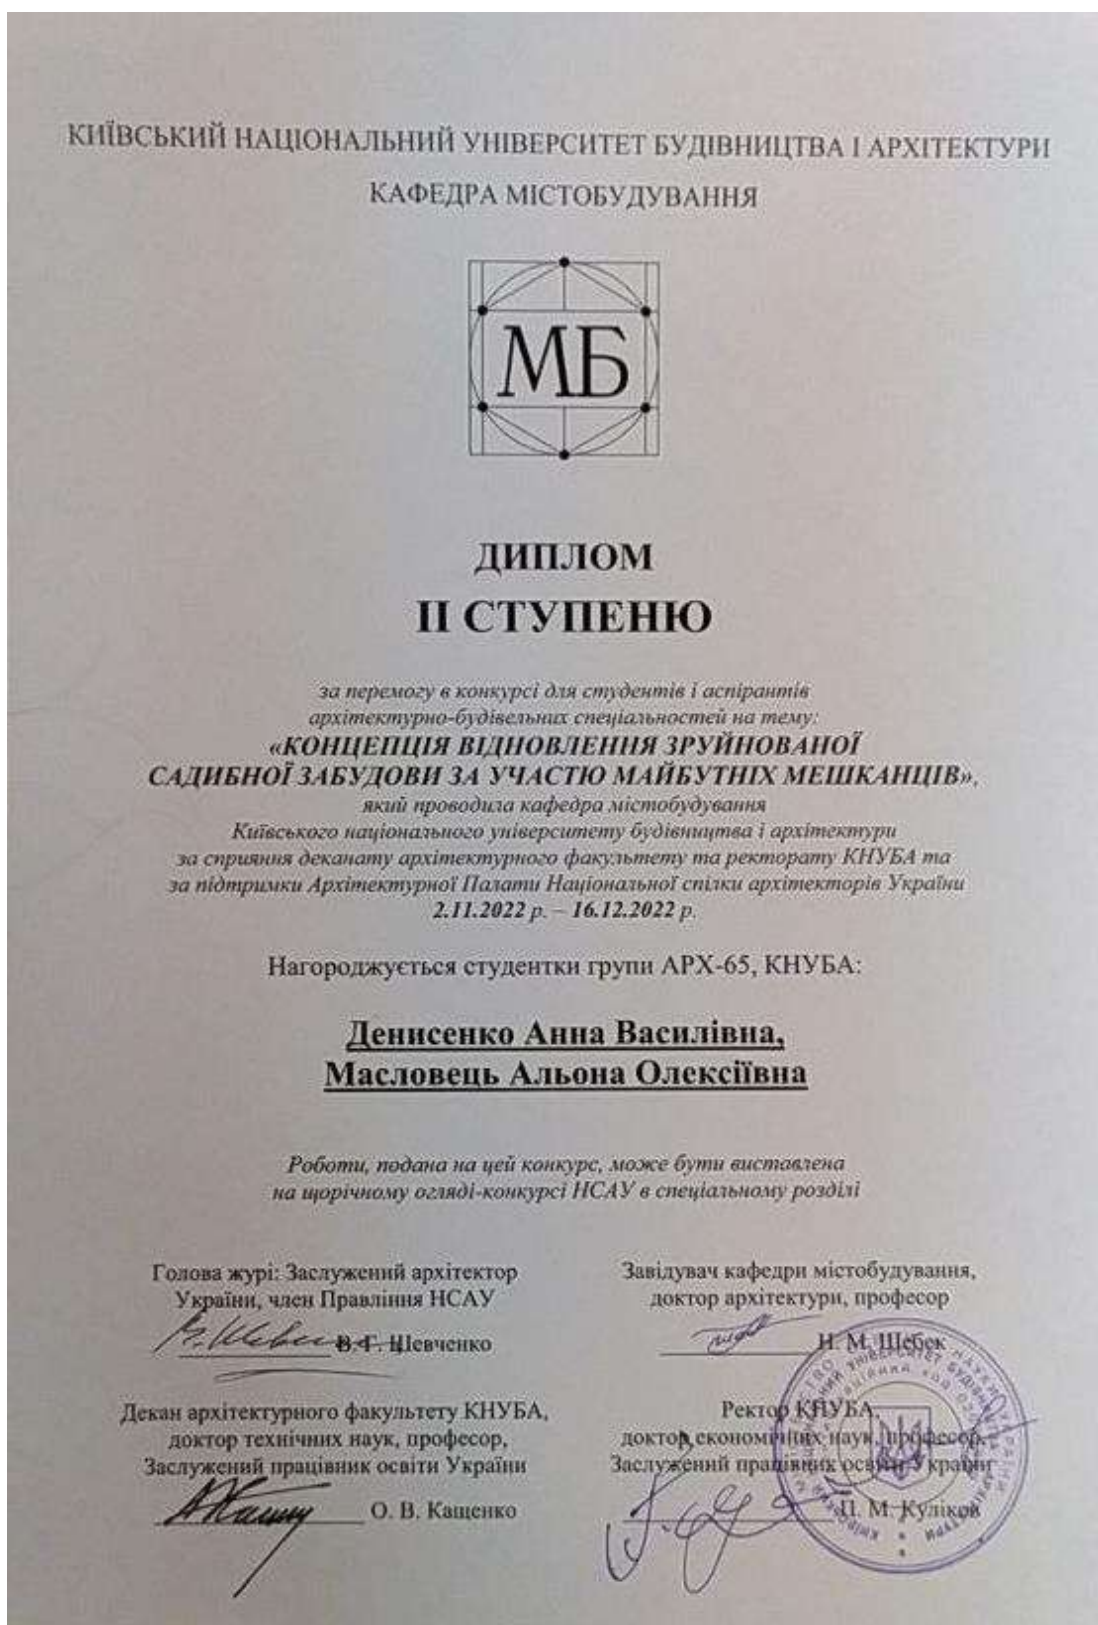 КИЇВСЬКИЙ НАЦІОНАЛЬНИЙ УНІВЕРСИТЕТ БУДІВНИЦТВА І АРХІТЕКТУРИ
КАФЕДРА МІСТОБУДУВАННЯ
МБ
ДИПЛОМ
ІІ СТУПЕНЮ
за перемогу в конкурсі для студентів і аспірантів
архітектурно-будівельних спеціальностей на тему:
«КОНЦЕПЦІЯ ВІДНОВЛЕННЯ ЗРУЙНОВАНОЇ
САДИБНОЇ ЗАБУДОВИ ЗА УЧАСТЮ МАЙБУТНІХ МЕШКАНЦІВ»,
який проводила кафедра містобудування
Київського національного університету будівництва і архітектури
за сприяння деканату архітектурного факультету та ректорату КНУБА та
за підтримки Архітектурної Палати Національної спілки архітекторів України
2.11.2022 р. – 16.12.2022 р.
Нагороджується студентки групи АРХ-65, КНУБА:
Денисенко Анна Василівна,
Масловець Альона Олексіївна
Роботи, подана на цей конкурс, може бути виставлена
на щорічному огляді-конкурсі НСАУ в спеціальному розділі
Голова журі: Заслужений архітектор
України, член Правління НСАУ
В. Г. Шевченко
Завідувач кафедри містобудування,
доктор архітектури, професор
Н. М. Шебек
Декан архітектурного факультету КНУБА,
доктор технічних наук, професор,
Заслужений працівник освіти України
О. В. Кащенко
Ректор КНУБА,
доктор економічних наук, професор,
Заслужений працівник освіти України
П. М. Куліков